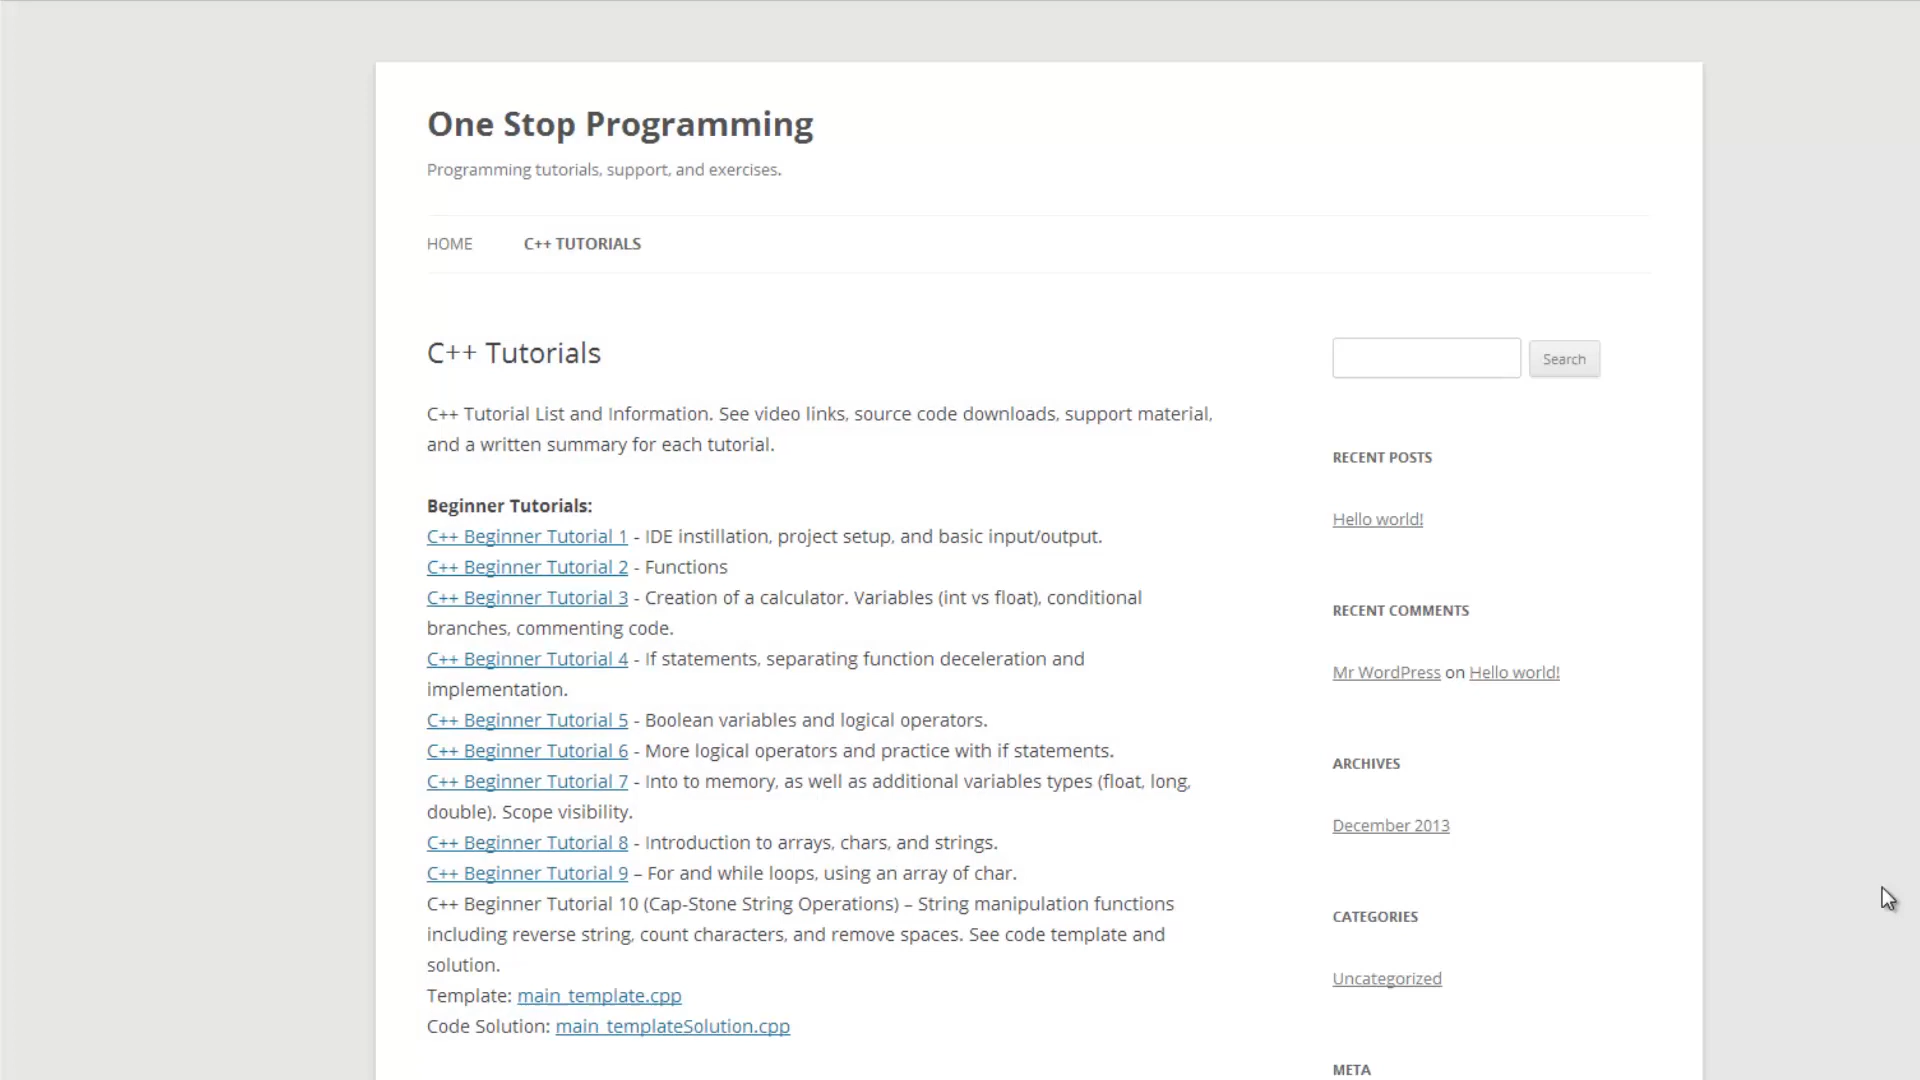 One Stop Programming
Programming tutorials, support, and exercises.
HOME
C++ TUTORIALS
C++ Tutorials
C++ Tutorial List and Information. See video links, source code downloads, support material,
and a written summary for each tutorial.
Beginner Tutorials:
C++ Beginner Tutorial 1 - IDE instillation, project setup, and basic input/output.
C++ Beginner Tutorial 2 - Functions
C++ Beginner Tutorial 3 - Creation of a calculator. Variables (int vs float), conditional
branches, commenting code.
C++ Beginner Tutorial 4 - If statements, separating function deceleration and
implementation.
C++ Beginner Tutorial 5 - Boolean variables and logical operators.
C++ Beginner Tutorial 6 - More logical operators and practice with if statements.
C++ Beginner Tutorial 7 - Into to memory, as well as additional variables types (float, long,
double). Scope visibility.
C++ Beginner Tutorial 8 - Introduction to arrays, chars, and strings.
C++ Beginner Tutorial 9 – For and while loops, using an array of char.
C++ Beginner Tutorial 10 (Cap-Stone String Operations) – String manipulation functions
including reverse string, count characters, and remove spaces. See code template and
solution.
Template: main_template.cpp
Code Solution: main_templateSolution.cpp
Search
RECENT POSTS
Hello world!
RECENT COMMENTS
Mr WordPress on Hello world!
ARCHIVES
December 2013
CATEGORIES
Uncategorized
META